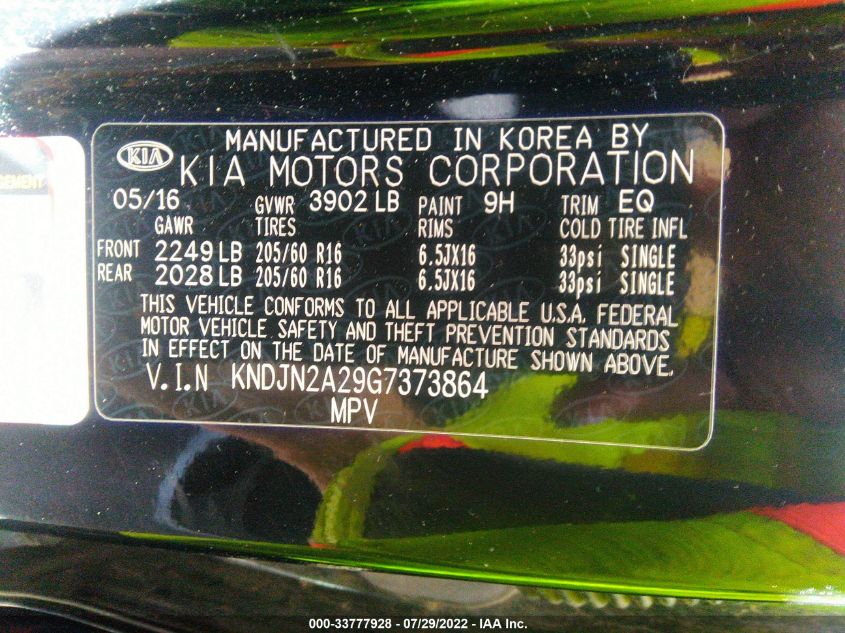 MANUFACTURED IN KOREA BY
KIA KIA MOTORS CORPORATION
05/16 GVWR 3902 LB PAINT 9H TRIM EQ
GAWR TIRES RIMS COLD TIRE INFL
FRONT 2249 LB 205/60 R16 6.5JX16 33psi SINGLE
REAR 2028 LB 205/60 R16 6.5JX16 33psi SINGLE
THIS VEHICLE CONFORMS TO ALL APPLICABLE U.S.A. FEDERAL
MOTOR VEHICLE SAFETY AND THEFT PREVENTION STANDARDS
IN EFFECT ON THE DATE OF MANUFACTURE SHOWN ABOVE.
V.I.N KNDJN2A29G7373864
MPV
000-33777928 - 07/29/2022 - IAA Inc.